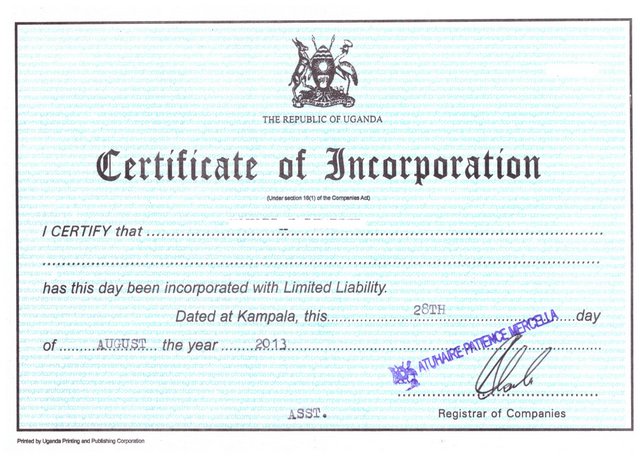 THE REPUBLIC OF UGANDA
Certificate of Incorporation
(Under section 16(1) of the Companies Act)
I CERTIFY that
has this day been incorporated with Limited Liability.
Dated at Kampala, this 28TH day
of AUGUST the year 2013
ATUHAIRE PATIENCE MERCELLA
ASST. Registrar of Companies
Printed by Uganda Printing and Publishing Corporation